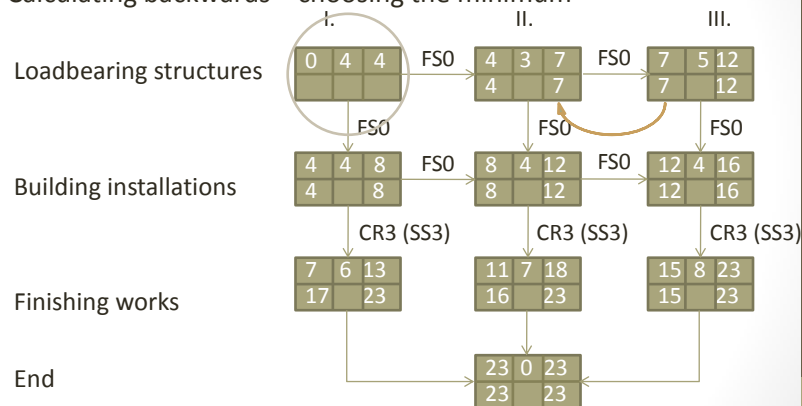 I. II. III.
Loadbearing structures
0 4 4 FS0 4 3 7 FS0 7 5 12
4 7 7 12
FS0 FS0 FS0
Building installations
4 4 8 FS0 8 4 12 FS0 12 4 16
4 8 8 12 12 16
CR3 (SS3) CR3 (SS3) CR3 (SS3)
Finishing works
7 6 13 11 7 18 15 8 23
17 23 16 23 15 23
End
23 0 23
23 23